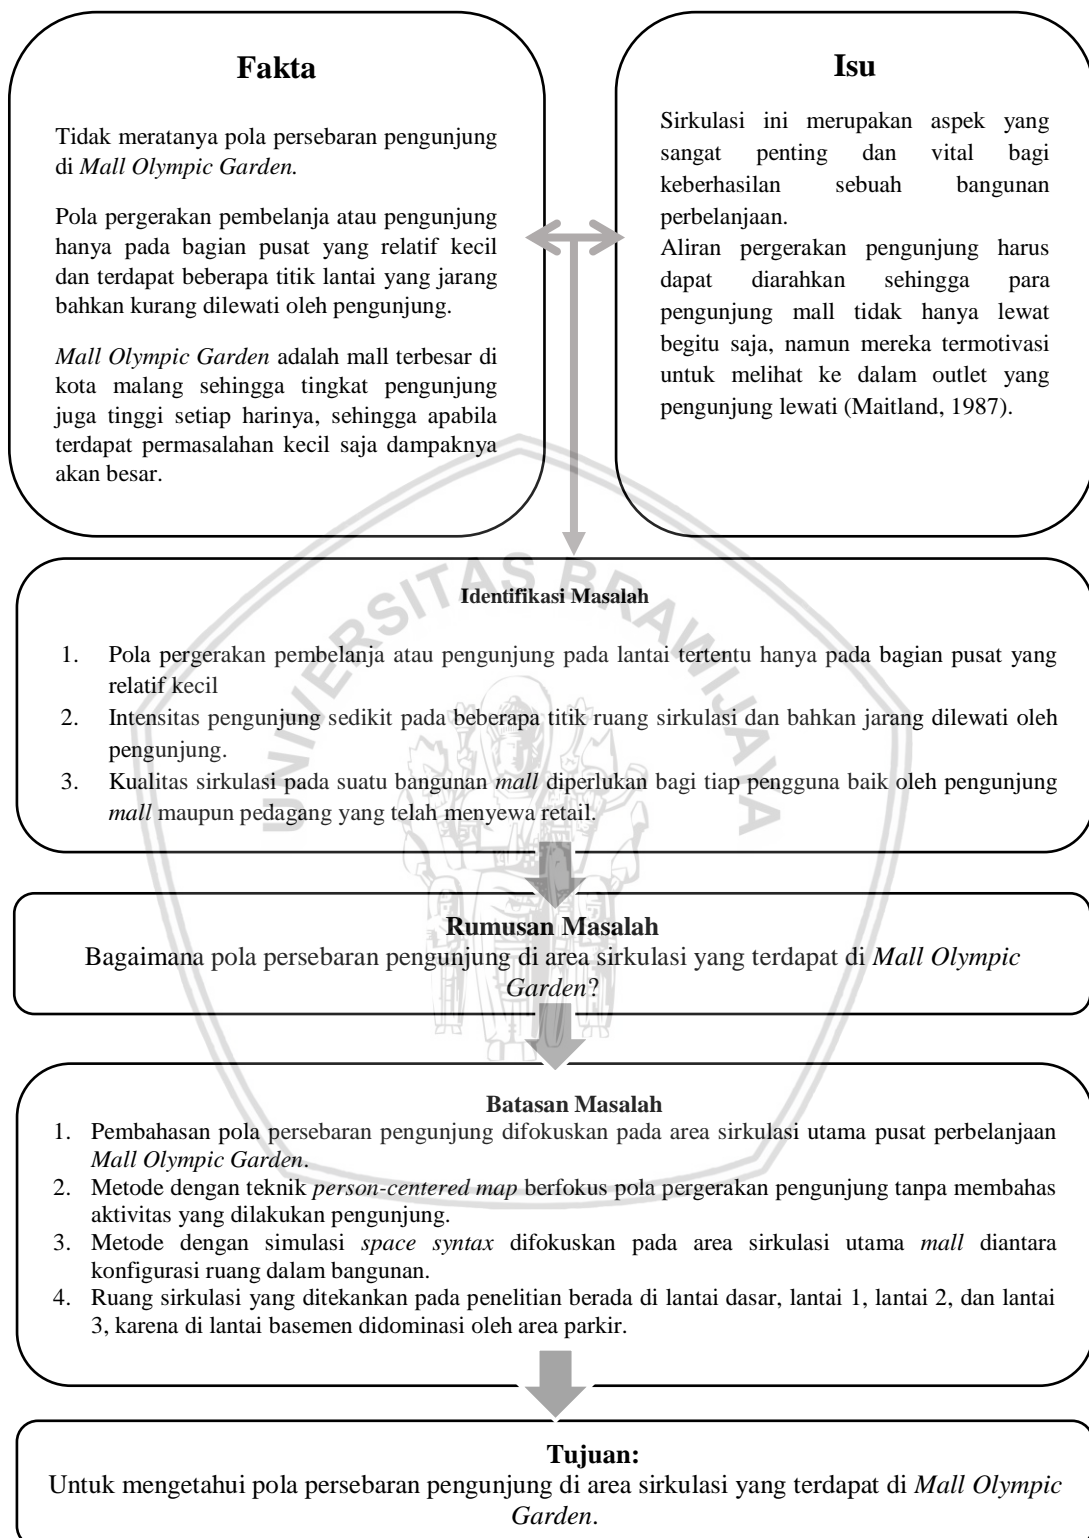 Fakta
Tidak meratanya pola persebaran pengunjung
di Mall Olympic Garden.
Pola pergerakan pembelanja atau pengunjung
hanya pada bagian pusat yang relatif kecil
dan terdapat beberapa titik lantai yang jarang
bahkan kurang dilewati oleh pengunjung.
Mall Olympic Garden adalah mall terbesar di
kota malang sehingga tingkat pengunjung
juga tinggi setiap harinya, sehingga apabila
terdapat permasalahan kecil saja dampaknya
akan besar.
Isu
Sirkulasi ini merupakan aspek yang
sangat penting dan vital bagi
keberhasilan sebuah bangunan
perbelanjaan.
Aliran pergerakan pengunjung harus
dapat diarahkan sehingga para
pengunjung mall tidak hanya lewat
begitu saja, namun mereka termotivasi
untuk melihat ke dalam outlet yang
pengunjung lewati (Maitland, 1987).
UNIVERSITAS BRAWIJAYA
Identifikasi Masalah
1. Pola pergerakan pembelanja atau pengunjung pada lantai tertentu hanya pada bagian pusat yang
relatif kecil
2. Intensitas pengunjung sedikit pada beberapa titik ruang sirkulasi dan bahkan jarang dilewati oleh
pengunjung.
3. Kualitas sirkulasi pada suatu bangunan mall diperlukan bagi tiap pengguna baik oleh pengunjung
mall maupun pedagang yang telah menyewa retail.
Rumusan Masalah
Bagaimana pola persebaran pengunjung di area sirkulasi yang terdapat di Mall Olympic
Garden?
Batasan Masalah
1. Pembahasan pola persebaran pengunjung difokuskan pada area sirkulasi utama pusat perbelanjaan
Mall Olympic Garden.
2. Metode dengan teknik person-centered map berfokus pola pergerakan pengunjung tanpa membahas
aktivitas yang dilakukan pengunjung.
3. Metode dengan simulasi space syntax difokuskan pada area sirkulasi utama mall diantara
konfigurasi ruang dalam bangunan.
4. Ruang sirkulasi yang ditekankan pada penelitian berada di lantai dasar, lantai 1, lantai 2, dan lantai
3, karena di lantai basemen didominasi oleh area parkir.
Tujuan:
Untuk mengetahui pola persebaran pengunjung di area sirkulasi yang terdapat di Mall Olympic
Garden.